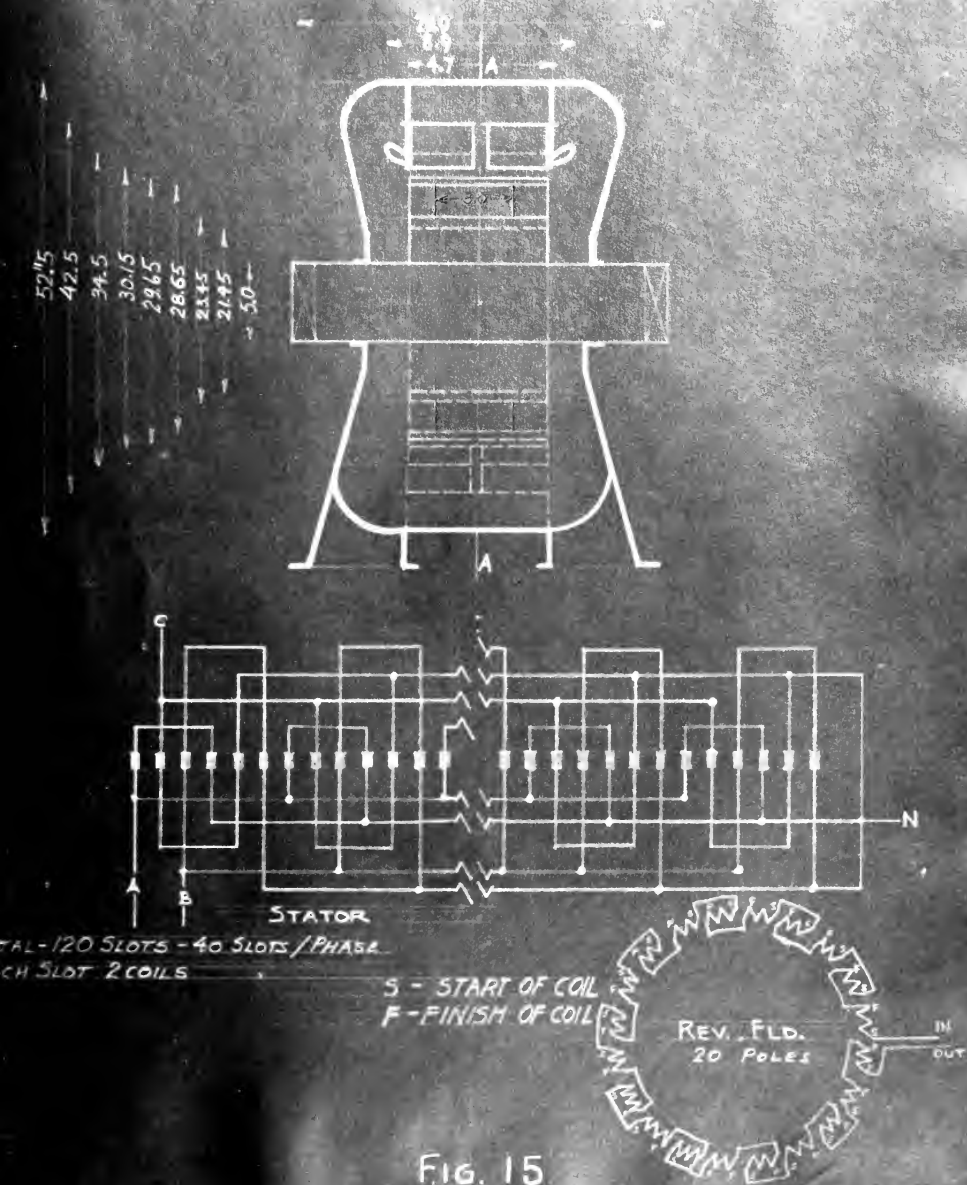 4.7
A
52".5
42.5
34.5
30.15
29.65
28.65
23.45
21.45
5.0
A
C
N
A
B
STATOR
TAL - 120 SLOTS - 40 SLOTS / PHASE
CH SLOT 2 COILS
S - START OF COIL
F - FINISH OF COIL
REV. FLD.
20 POLES
IN
OUT
FIG. 15